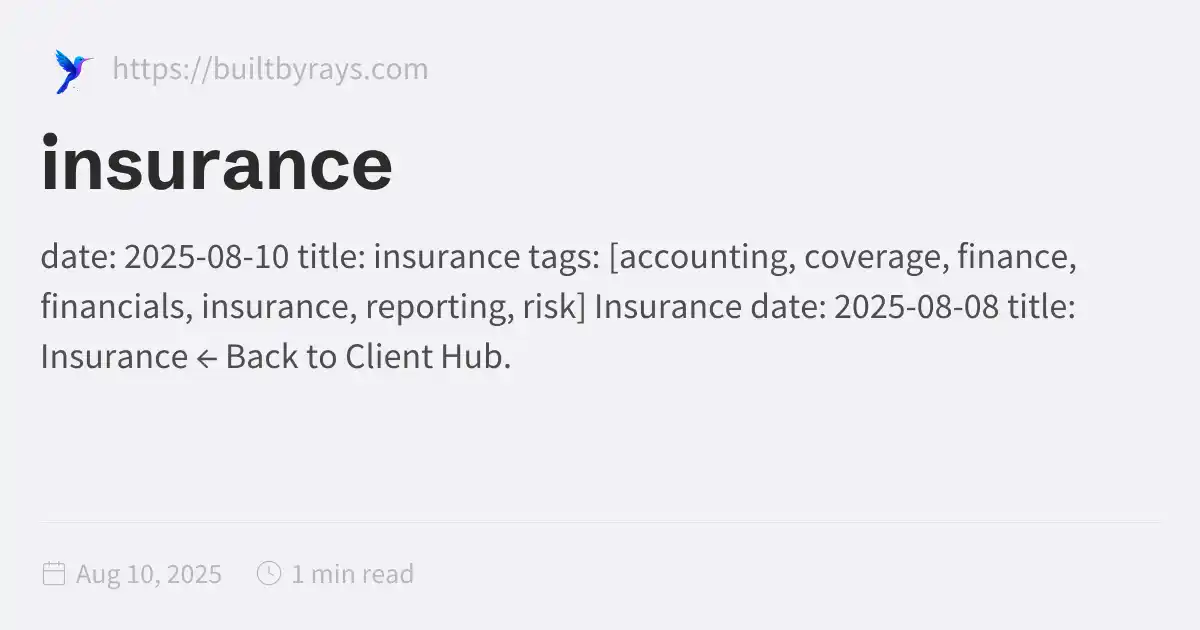 https://builtbyrays.com
insurance
date: 2025-08-10 title: insurance tags: [accounting, coverage, finance,
financials, insurance, reporting, risk] Insurance date: 2025-08-08 title:
Insurance ← Back to Client Hub.
Aug 10, 2025 1 min read